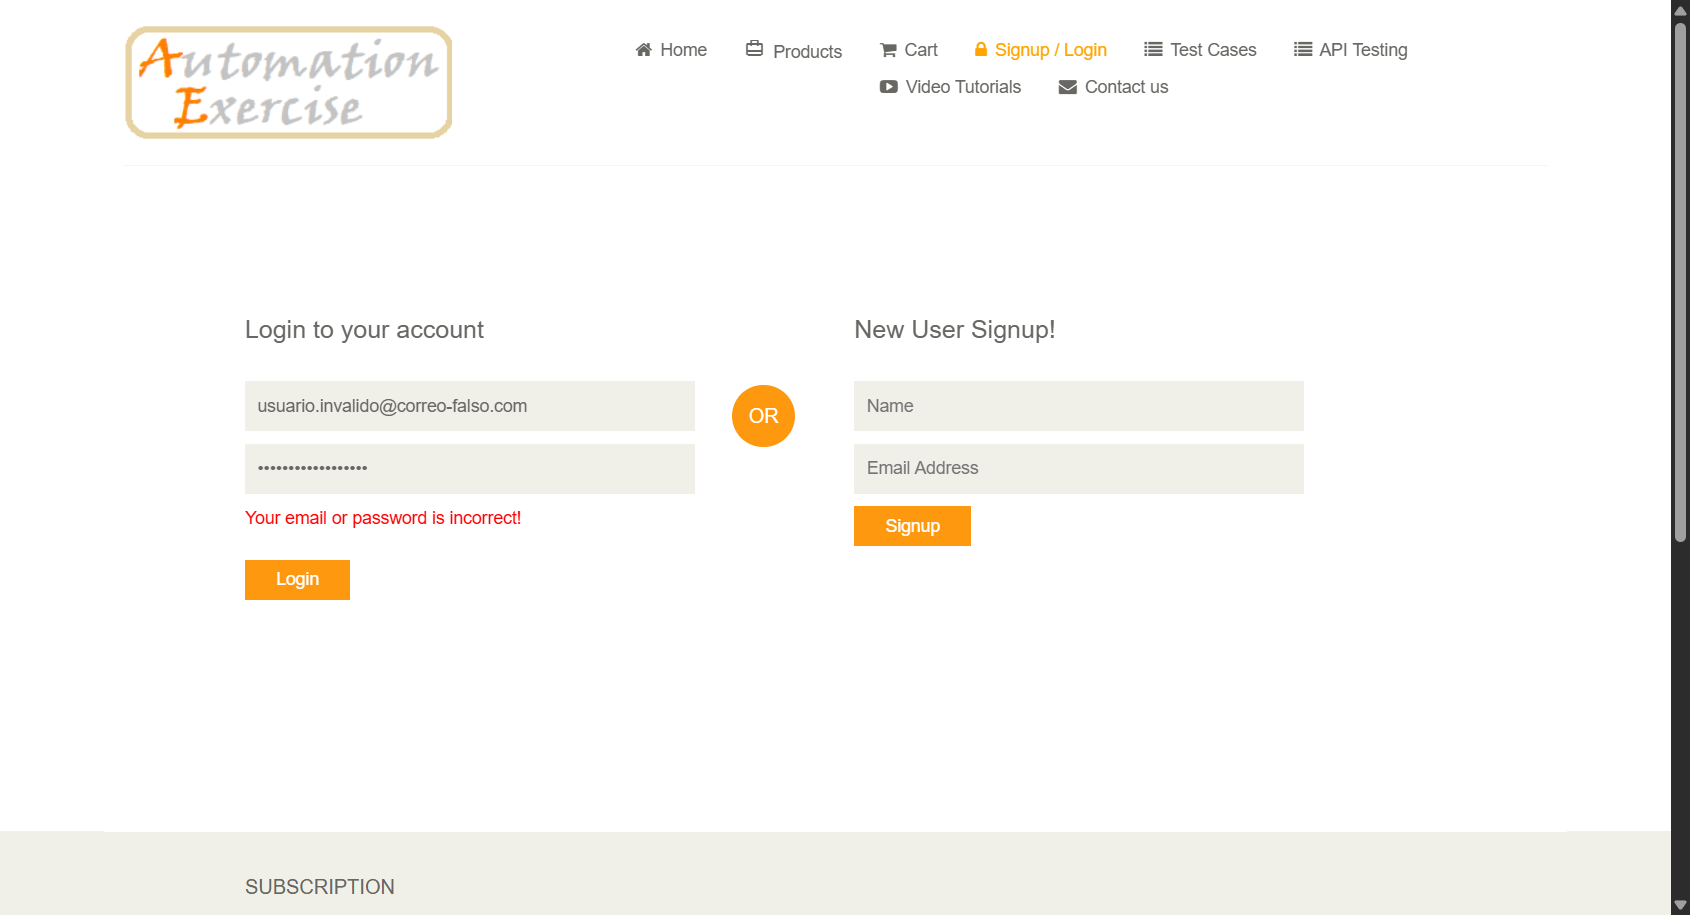 Automation
Exercise
Home
Products
Cart
Signup / Login
Test Cases
API Testing
Video Tutorials
Contact us
Login to your account
usuario.invalido@correo-falso.com
••••••••••••••••••
Your email or password is incorrect!
Login
OR
New User Signup!
Name
Email Address
Signup
SUBSCRIPTION